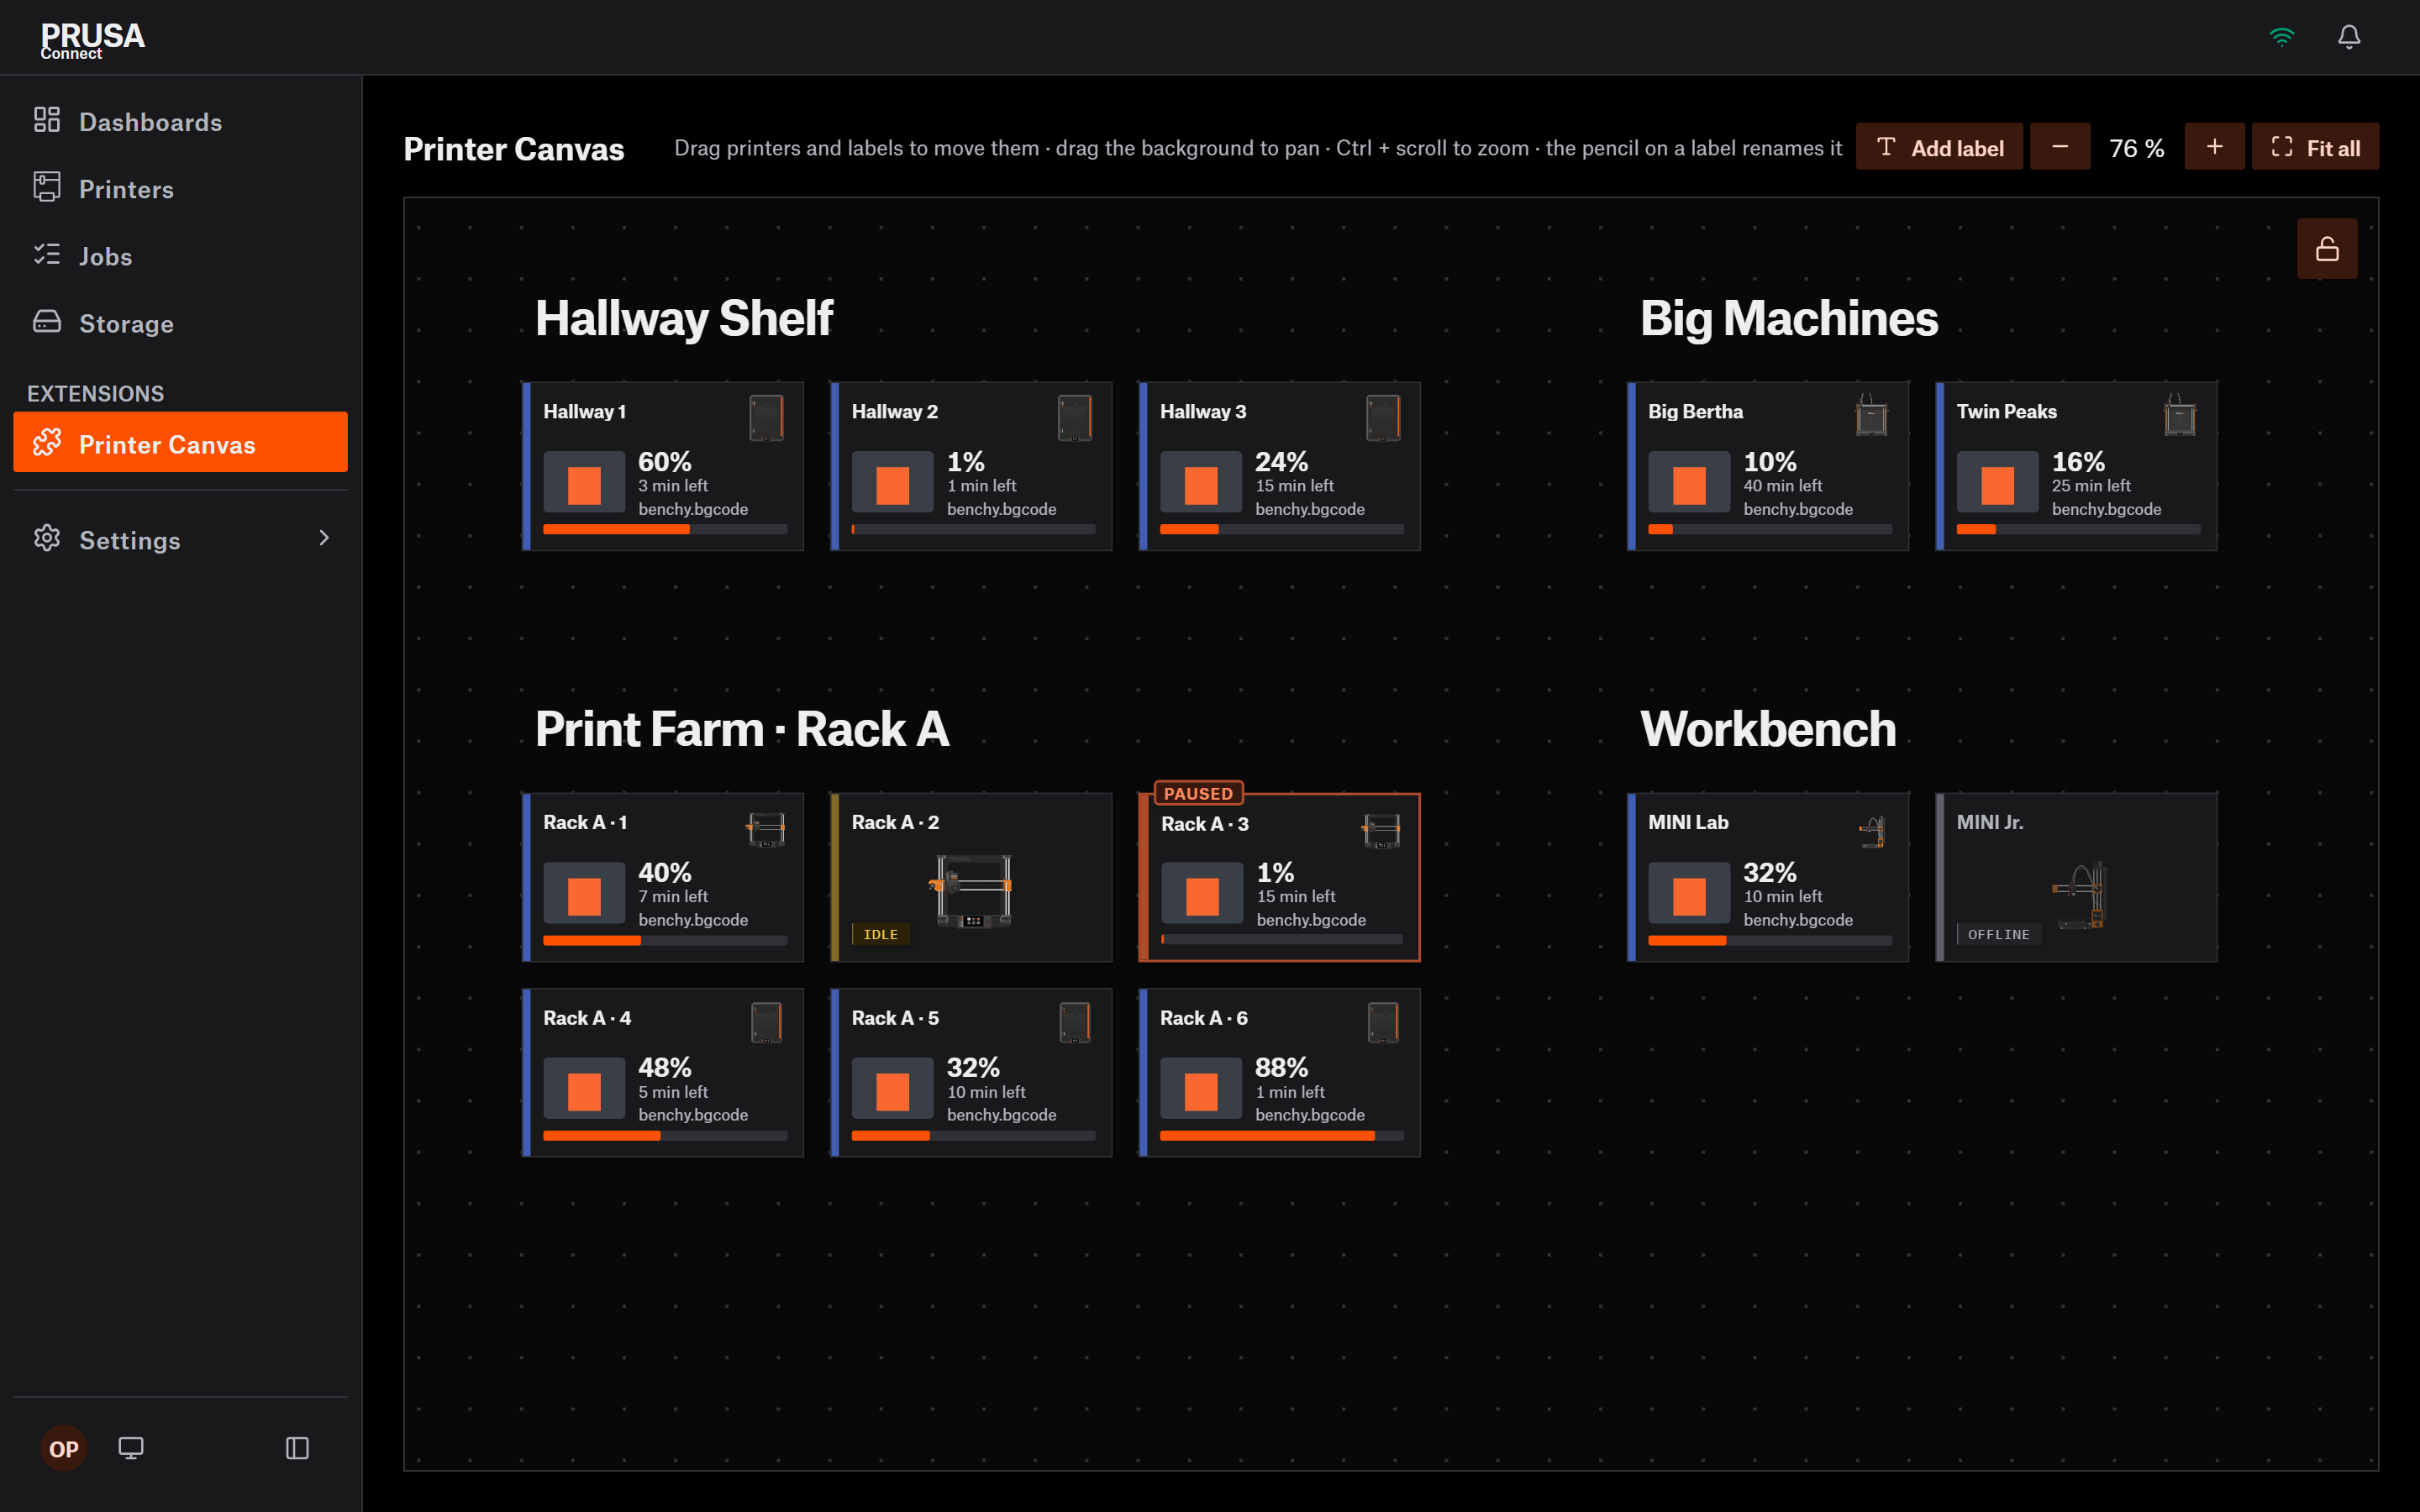 PRUSA
Connect
Dashboards
Printers
Jobs
Storage
EXTENSIONS
Printer Canvas
Settings
OP
Printer Canvas
Drag printers and labels to move them · drag the background to pan · Ctrl + scroll to zoom · the pencil on a label renames it
Add label
76 %
Fit all
Hallway Shelf
Hallway 1
60%
3 min left
benchy.bgcode
Hallway 2
1%
1 min left
benchy.bgcode
Hallway 3
24%
15 min left
benchy.bgcode
Big Machines
Big Bertha
10%
40 min left
benchy.bgcode
Twin Peaks
16%
25 min left
benchy.bgcode
Print Farm · Rack A
Rack A · 1
40%
7 min left
benchy.bgcode
Rack A · 2
IDLE
PAUSED
Rack A · 3
1%
15 min left
benchy.bgcode
Rack A · 4
48%
5 min left
benchy.bgcode
Rack A · 5
32%
10 min left
benchy.bgcode
Rack A · 6
88%
1 min left
benchy.bgcode
Workbench
MINI Lab
32%
10 min left
benchy.bgcode
MINI Jr.
OFFLINE